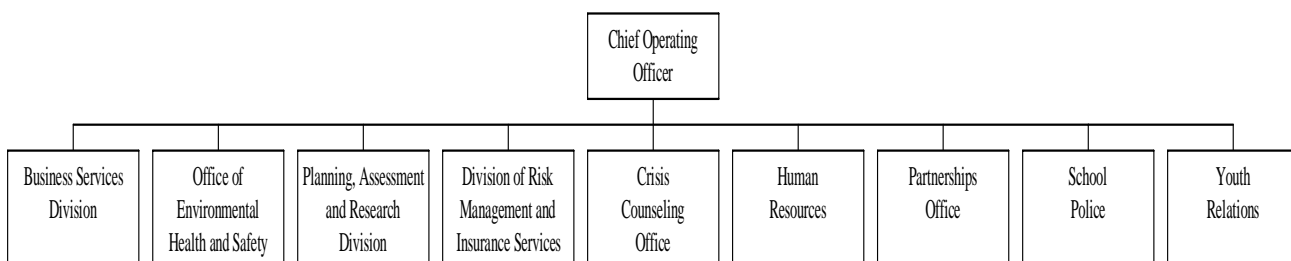 Chief Operating
Officer
Business Services
Division
Office of
Environmental
Health and Safety
Planning, Assessment
and Research
Division
Division of Risk
Management and
Insurance Services
Crisis
Counseling
Office
Human
Resources
Partnerships
Office
School
Police
Youth
Relations